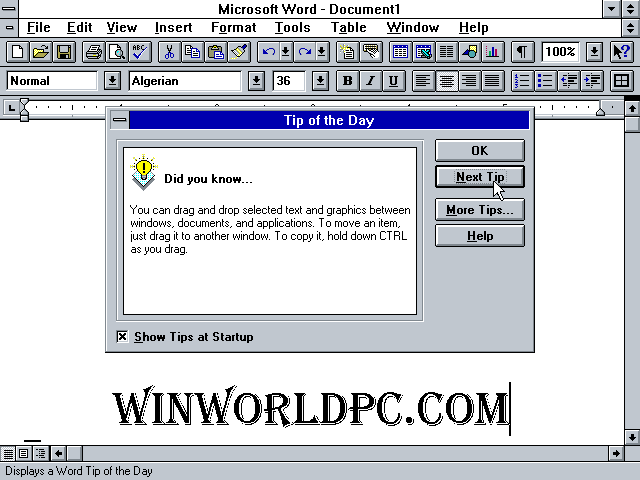 Microsoft Word - Document1
File Edit View Insert Format Tools Table Window Help
100%
Normal Algerian 36 B I U
Tip of the Day
Did you know...
You can drag and drop selected text and graphics between
windows, documents, and applications. To move an item,
just drag it to another window. To copy it, hold down CTRL
as you drag.
OK
Next Tip
More Tips...
Help
Show Tips at Startup
WINWORLDPC.COM
Displays a Word Tip of the Day